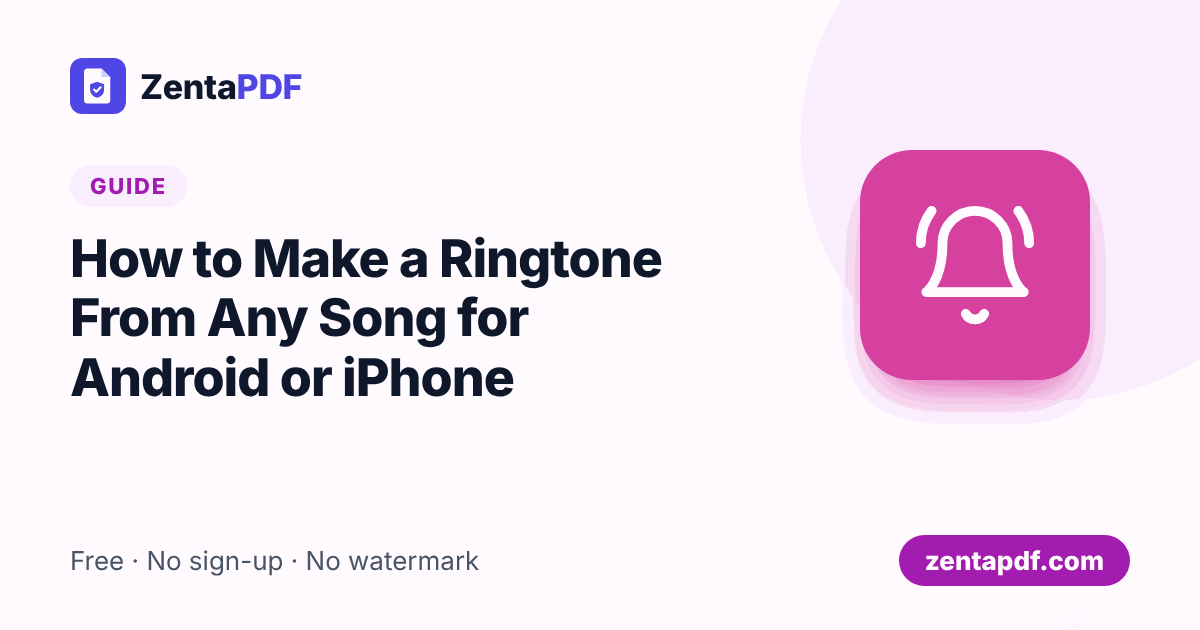 ZentaPDF
GUIDE
How to Make a Ringtone
From Any Song for
Android or iPhone
Free · No sign-up · No watermark
zentapdf.com